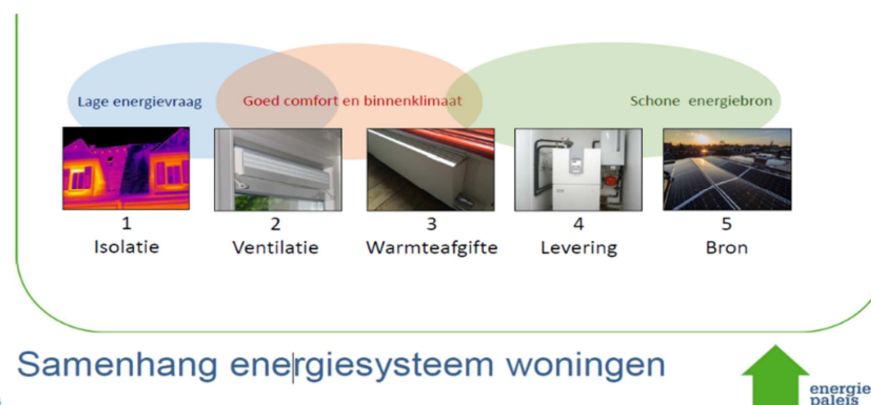 Lage energievraag
Goed comfort en binnenklimaat
Schone energiebron
1
Isolatie
2
Ventilatie
3
Warmteafgifte
4
Levering
5
Bron
Samenhang energiesysteem woningen
energie
paleis